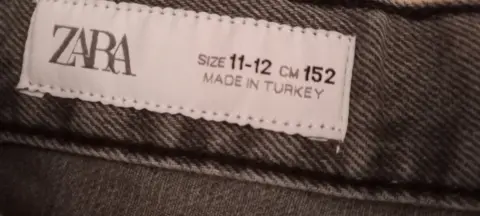 ZARA
SIZE 11-12 CM 152
MADE IN TURKEY